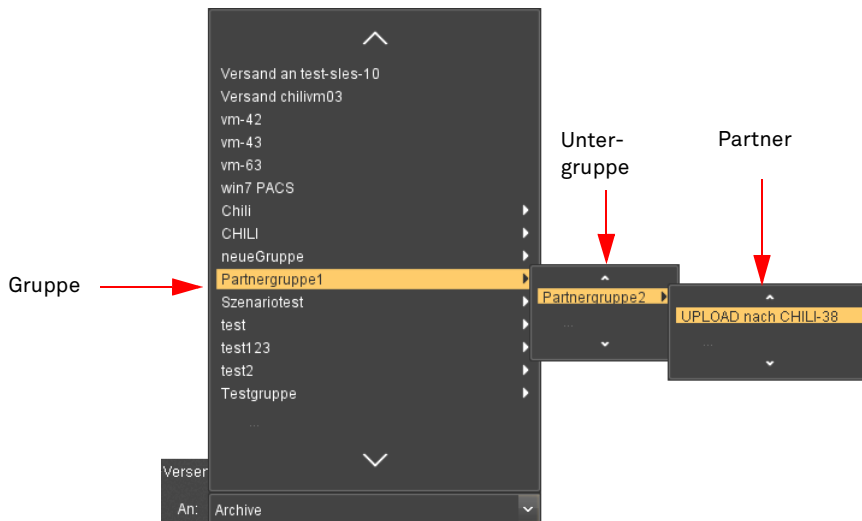 Versand an test-sles-10
Versand chilivm03
vm-42
vm-43
vm-63
win7 PACS
Chili
CHILI
neueGruppe
Partnergruppe1
Szenariotest
test
test123
test2
Testgruppe
...
Gruppe
Unter-
gruppe
Partnergruppe2
...
Partner
UPLOAD nach CHILI-38
...
Verser
An: Archive